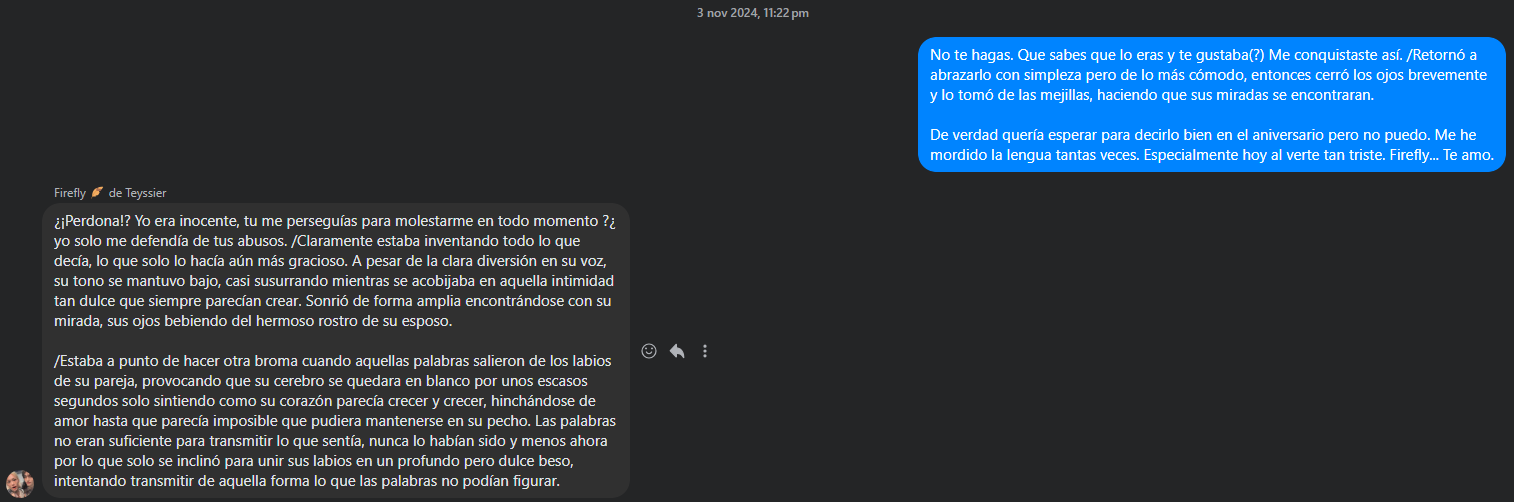 3 nov 2024, 11:22 pm
No te hagas. Que sabes que lo eras y te gustaba(?) Me conquistaste así. /Retornó a
abrazarlo con simpleza pero de lo más cómodo, entonces cerró los ojos brevemente
y lo tomó de las mejillas, haciendo que sus miradas se encontraran.
De verdad quería esperar para decirlo bien en el aniversario pero no puedo. Me he
mordido la lengua tantas veces. Especialmente hoy al verte tan triste. Firefly... Te amo.
Firefly 🪶 de Teyssier
¿¡Perdona!? Yo era inocente, tu me perseguías para molestarme en todo momento ?¿
yo solo me defendía de tus abusos. /Claramente estaba inventando todo lo que
decía, lo que solo lo hacía aún más gracioso. A pesar de la clara diversión en su voz,
su tono se mantuvo bajo, casi susurrando mientras se acobijaba en aquella intimidad
tan dulce que siempre parecían crear. Sonrió de forma amplia encontrándose con su
mirada, sus ojos bebiendo del hermoso rostro de su esposo.
/Estaba a punto de hacer otra broma cuando aquellas palabras salieron de los labios
de su pareja, provocando que su cerebro se quedara en blanco por unos escasos
segundos solo sintiendo como su corazón parecía crecer y crecer, hinchándose de
amor hasta que parecía imposible que pudiera mantenerse en su pecho. Las palabras
no eran suficiente para transmitir lo que sentía, nunca lo habían sido y menos ahora
por lo que solo se inclinó para unir sus labios en un profundo pero dulce beso,
intentando transmitir de aquella forma lo que las palabras no podían figurar.